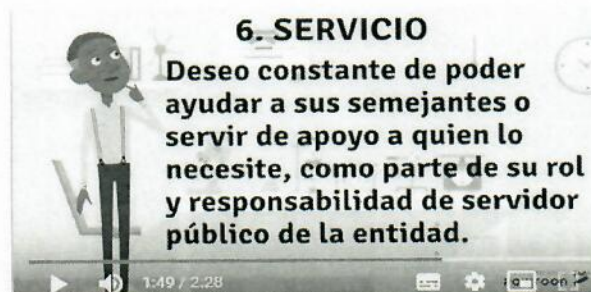 6. SERVICIO
Deseo constante de poder
ayudar a sus semejantes o
servir de apoyo a quien lo
necesite, como parte de su rol
y responsabilidad de servidor
público de la entidad.
1:49 / 2:28